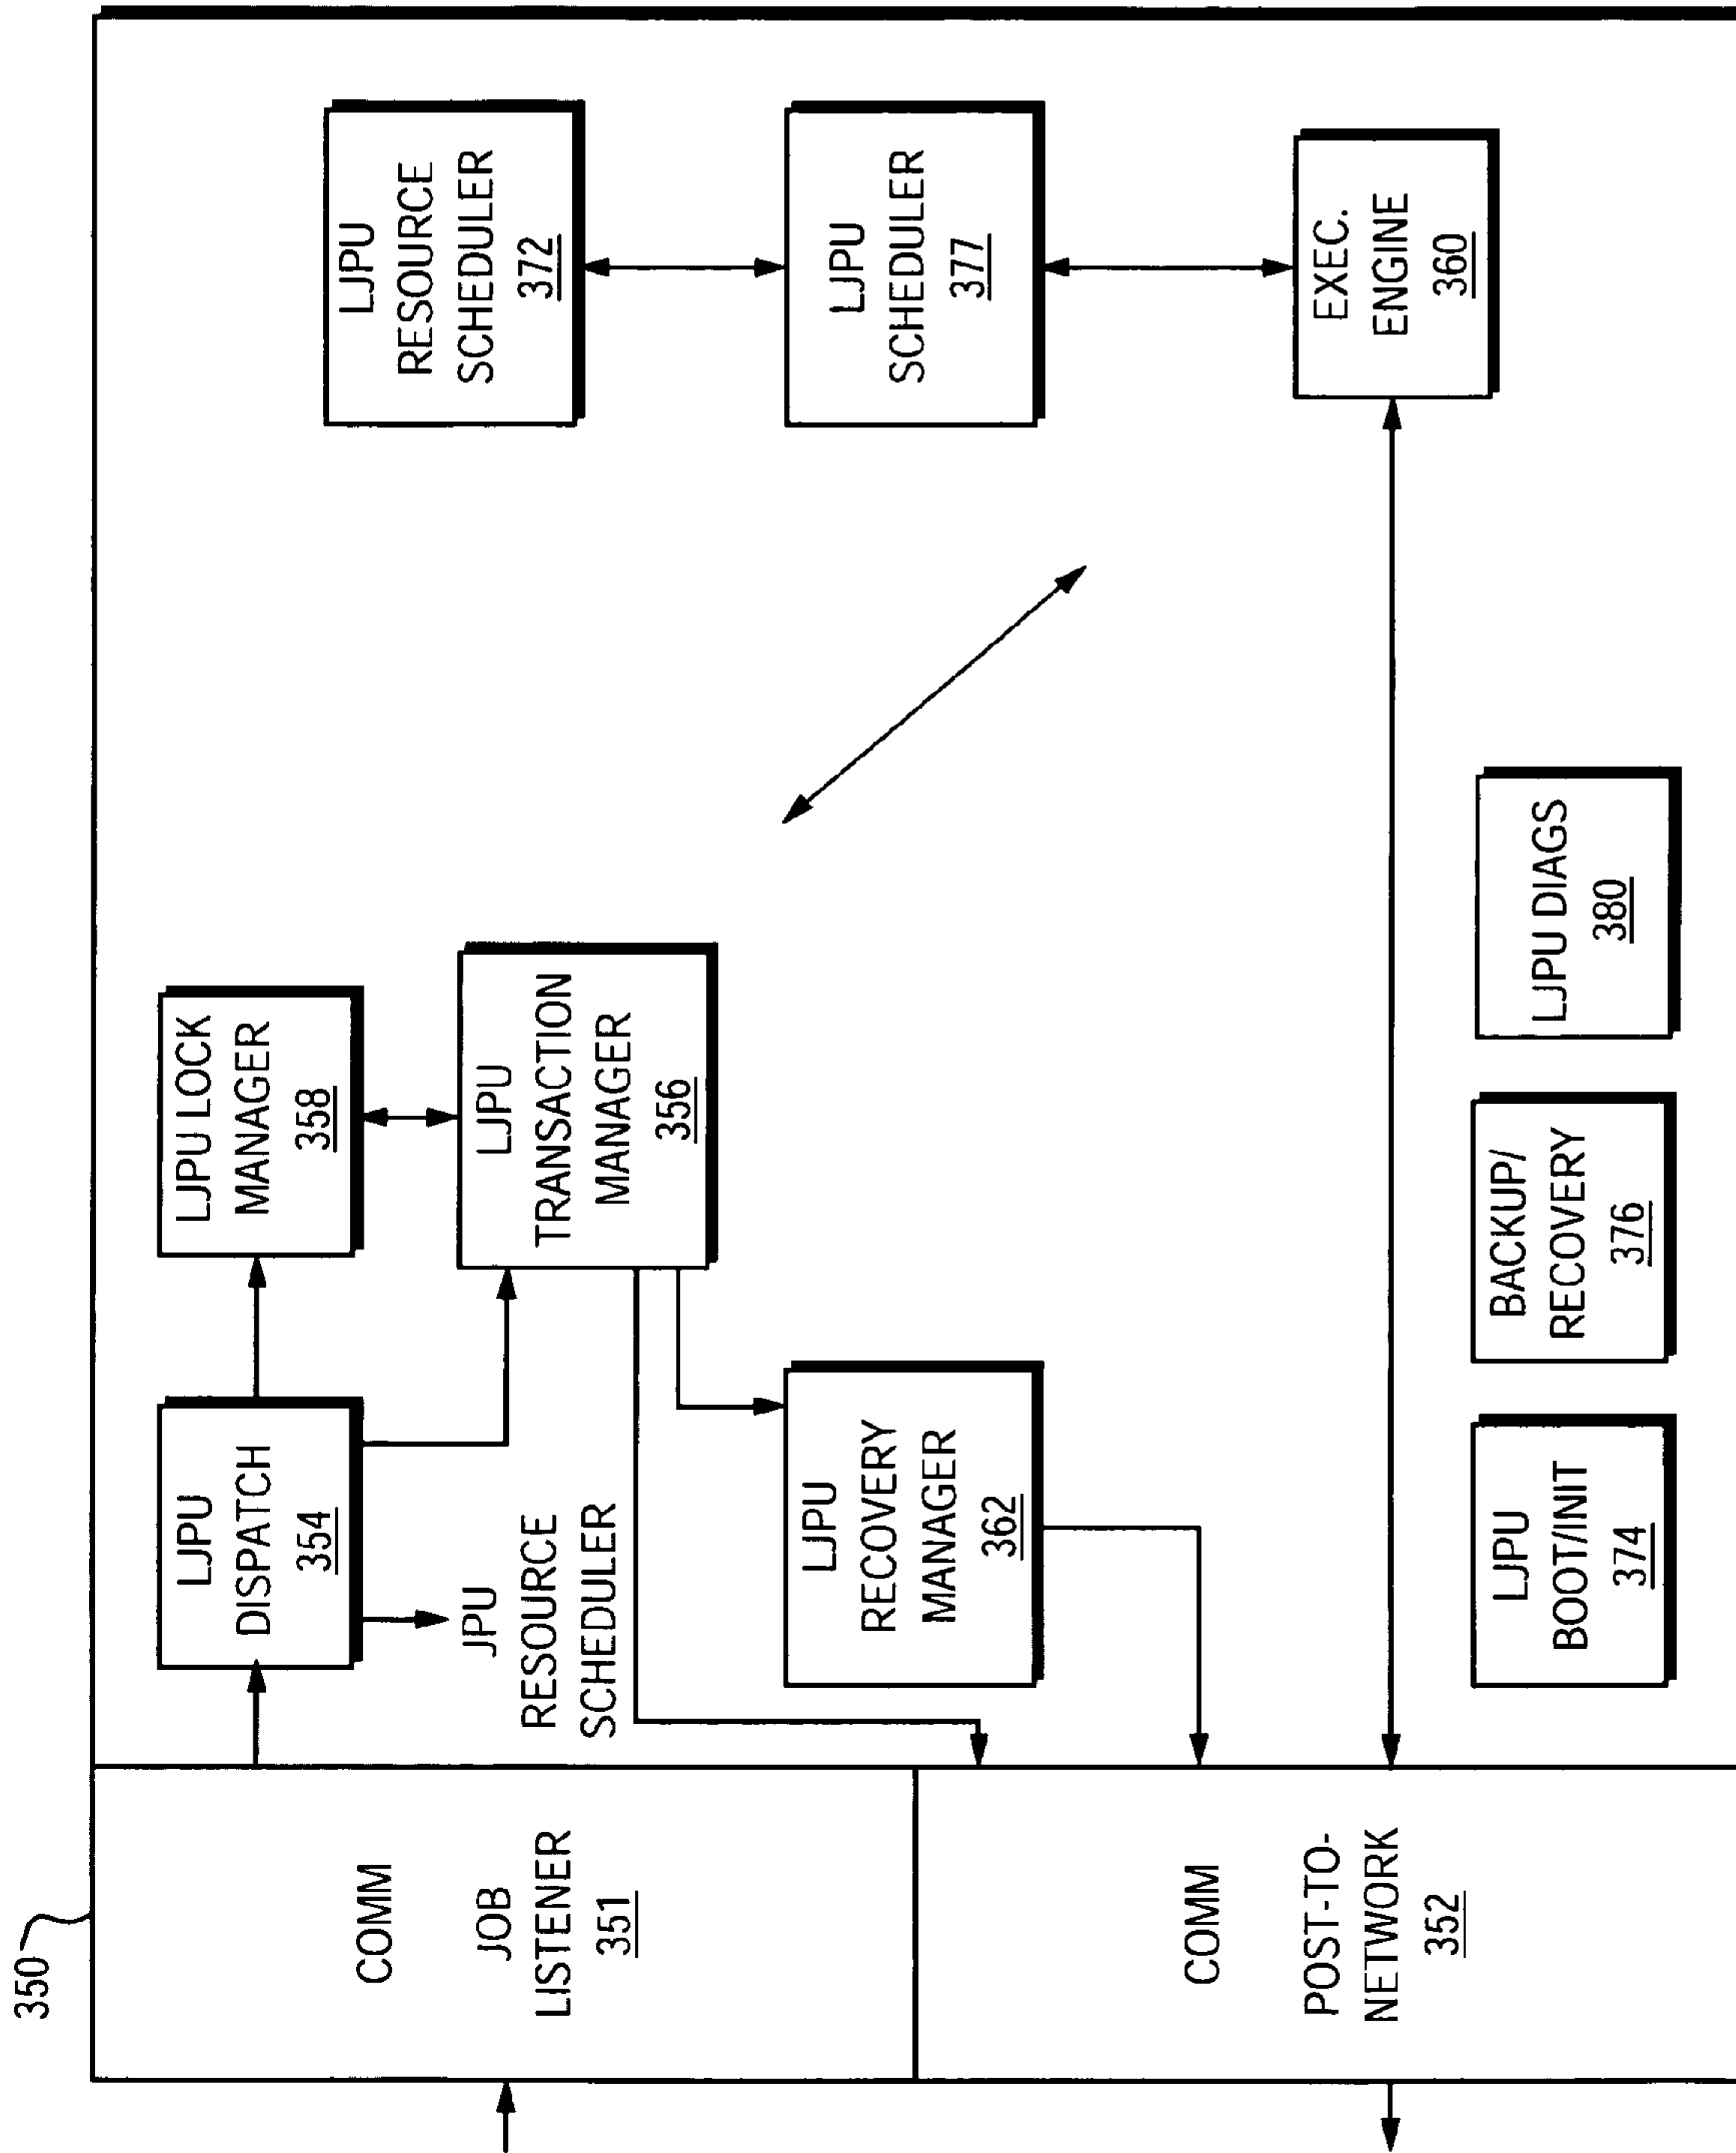 350
COMM
JOB
LISTENER
351
COMM
POST-TO-
NETWORK
352
LJPU
DISPATCH
354
JPU
RESOURCE
SCHEDULER
LJPU LOCK
MANAGER
358
LJPU
TRANSACTION
MANAGER
356
LJPU
RECOVERY
MANAGER
362
LJPU
RESOURCE
SCHEDULER
372
LJPU
SCHEDULER
377
EXEC.
ENGINE
360
LJPU
BOOT/INIT
374
BACKUP/
RECOVERY
376
LJPU DIAGS
380